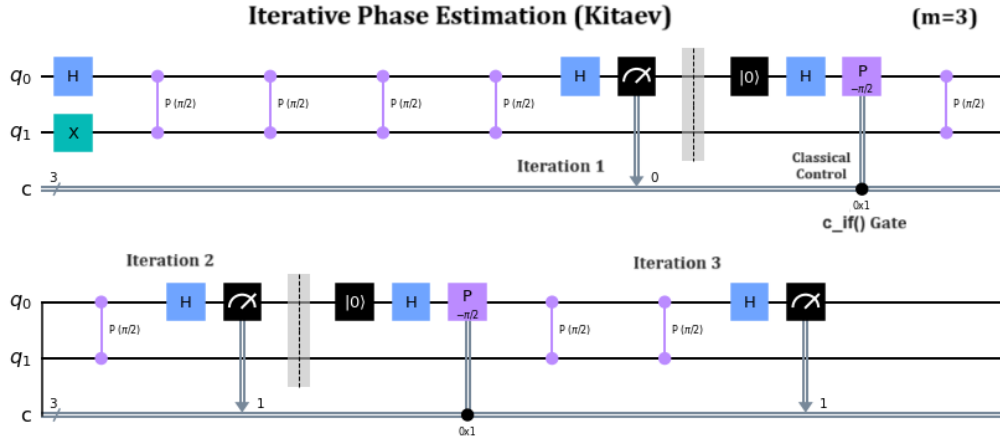 Iterative Phase Estimation (Kitaev) (m=3)
q0 H H |0⟩ H P -π/2
P (π/2) P (π/2) P (π/2) P (π/2) P (π/2)
q1 X
Iteration 1 Classical Control
c 3 0
0x1
c_if() Gate
Iteration 2 Iteration 3
q0 H |0⟩ H P -π/2 H
P (π/2) P (π/2) P (π/2)
q1
c 3 1 1
0x1